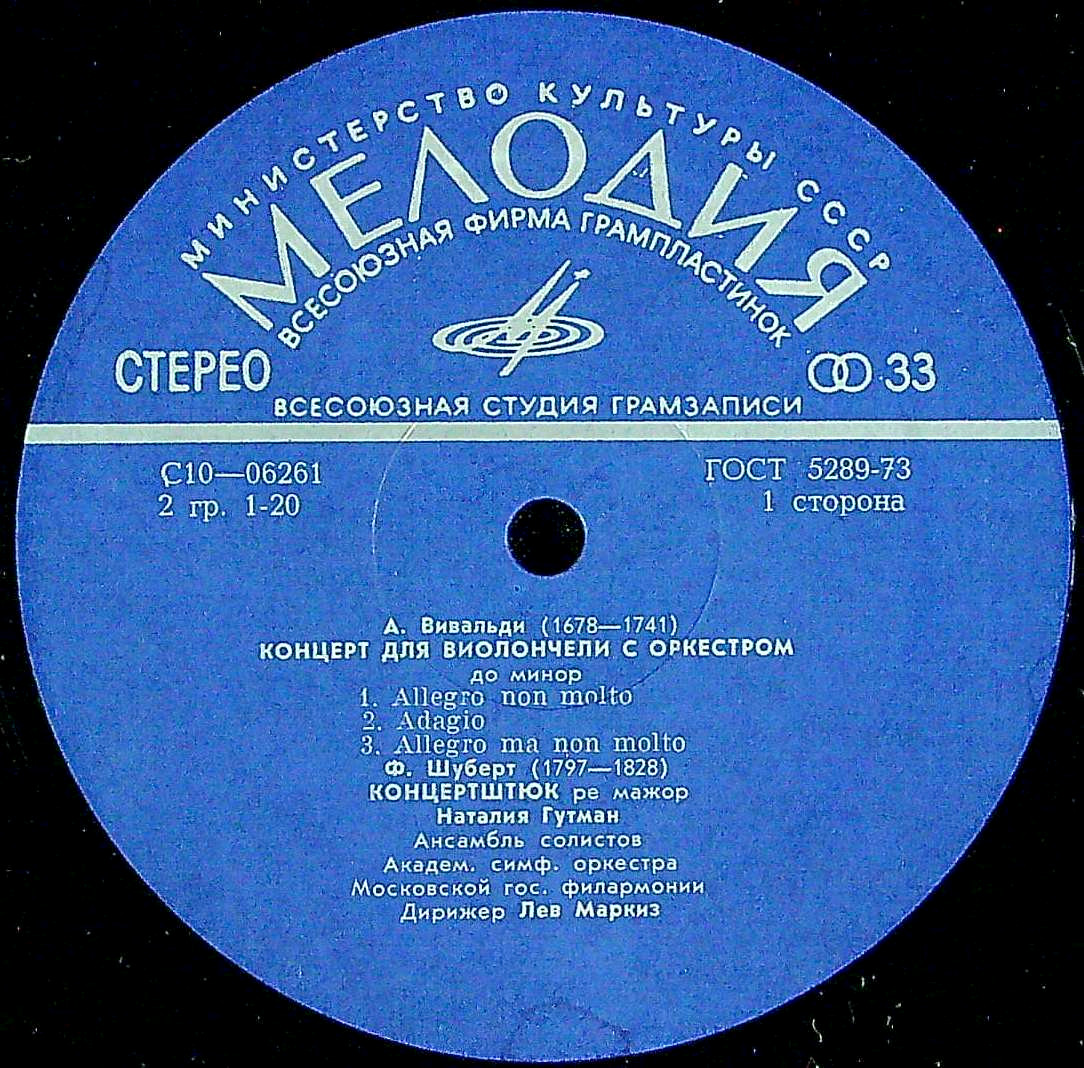 МИНИСТЕРСТВО КУЛЬТУРЫ СССР
МЕЛОДИЯ
ВСЕСОЮЗНАЯ ФИРМА ГРАМПЛАСТИНОК
СТЕРЕО
33
ВСЕСОЮЗНАЯ СТУДИЯ ГРАМЗАПИСИ
С10—06261
ГОСТ 5289-73
2 гр. 1-20
1 сторона
А. Вивальди (1678—1741)
КОНЦЕРТ ДЛЯ ВИОЛОНЧЕЛИ С ОРКЕСТРОМ
до минор
1. Allegro non molto
2. Adagio
3. Allegro ma non molto
Ф. Шуберт (1797—1828)
КОНЦЕРТШТЮК ре мажор
Наталия Гутман
Ансамбль солистов
Академ. симф. оркестра
Московской гос. филармонии
Дирижер Лев Маркиз